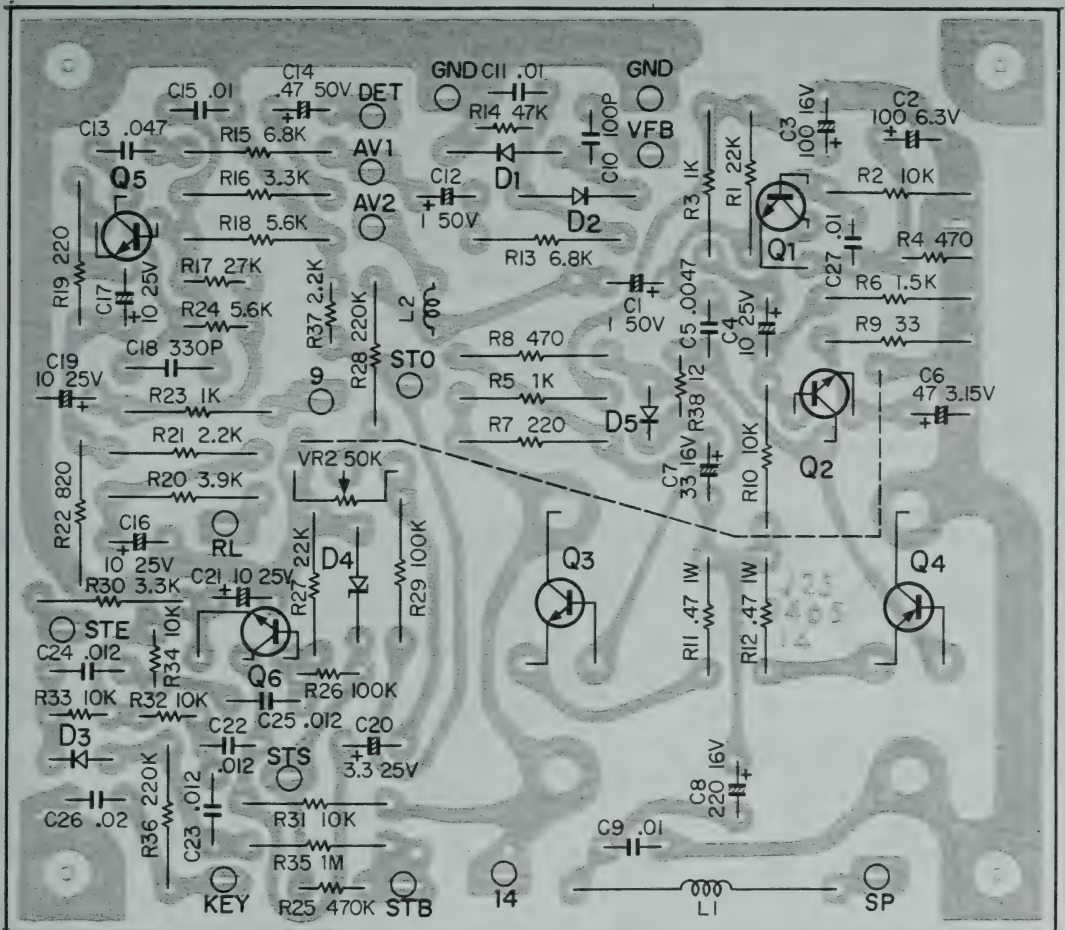 C14
.47 50V
C15 .01
DET
GND
C11 .01
GND
R14 47K
C10 100P
VFB
C3
100 16V
C2
100 6.3V
C13 .047
R15 6.8K
Q5
R16 3.3K
AV1
C12
1 50V
D1
D2
R3 1K
R1 22K
Q1
R2 10K
AV2
R18 5.6K
R13 6.8K
C27 .01
R4 470
R19 220
C17
10 25V
R17 27K
R24 5.6K
R37 2.2K
R28 220K
L2
C1
1 50V
C5 .0047
C4
10 25V
R6 1.5K
R9 33
C18 330P
STO
R8 470
C19
10 25V
R23 1K
9
R5 1K
D5
R38 12
C6
47 3.15V
R21 2.2K
R7 220
C7
33 16V
R10 10K
Q2
R22 820
R20 3.9K
VR2 50K
RL
C16
10 25V
R27 22K
D4
R29 100K
Q3
R11 .47 1W
R12 .47 1W
Q4
R30 3.3K
C21 10 25V
STE
R34 10K
Q6
C24 .012
R26 100K
R33 10K
R32 10K
C25 .012
D3
C22
.012
STS
C20
3.3 25V
C26 .02
R36 220K
C23 .012
R31 10K
C8
220 16V
R35 1M
C9 .01
KEY
R25 470K
STB
14
L1
SP